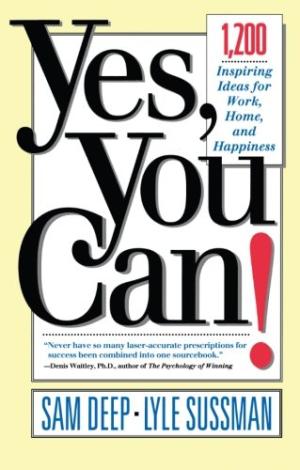 Yes,
You
Can!
1,200
Inspiring
Ideas for
Work,
Home,
and
Happiness
“Never have so many laser-accurate prescriptions for
success been combined into one sourcebook.”
—Denis Waitley, Ph.D., author of The Psychology of Winning
SAM DEEP • LYLE SUSSMAN